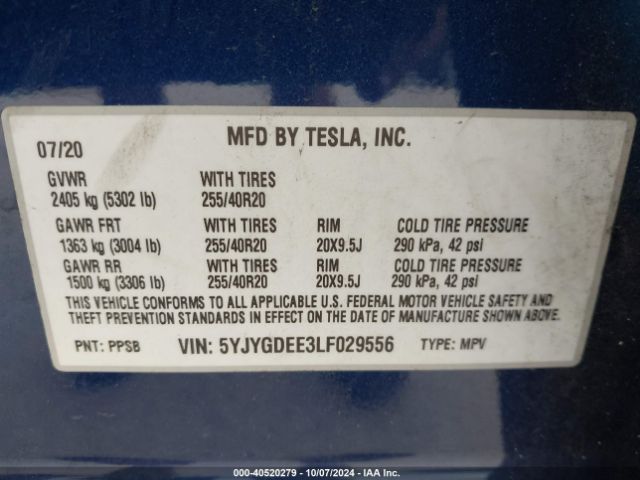 07/20 MFD BY TESLA, INC.
GVWR WITH TIRES
2405 kg (5302 lb) 255/40R20
GAWR FRT WITH TIRES RIM COLD TIRE PRESSURE
1363 kg (3004 lb) 255/40R20 20X9.5J 290 kPa, 42 psi
GAWR RR WITH TIRES RIM COLD TIRE PRESSURE
1500 kg (3306 lb) 255/40R20 20X9.5J 290 kPa, 42 psi
THIS VEHICLE CONFORMS TO ALL APPLICABLE U.S. FEDERAL MOTOR VEHICLE SAFETY AND
THEFT PREVENTION STANDARDS IN EFFECT ON THE DATE OF MANUFACTURE SHOWN ABOVE.
PNT: PPSB VIN: 5YJYGDEE3LF029556 TYPE: MPV
000-40520279 - 10/07/2024 - IAA Inc.